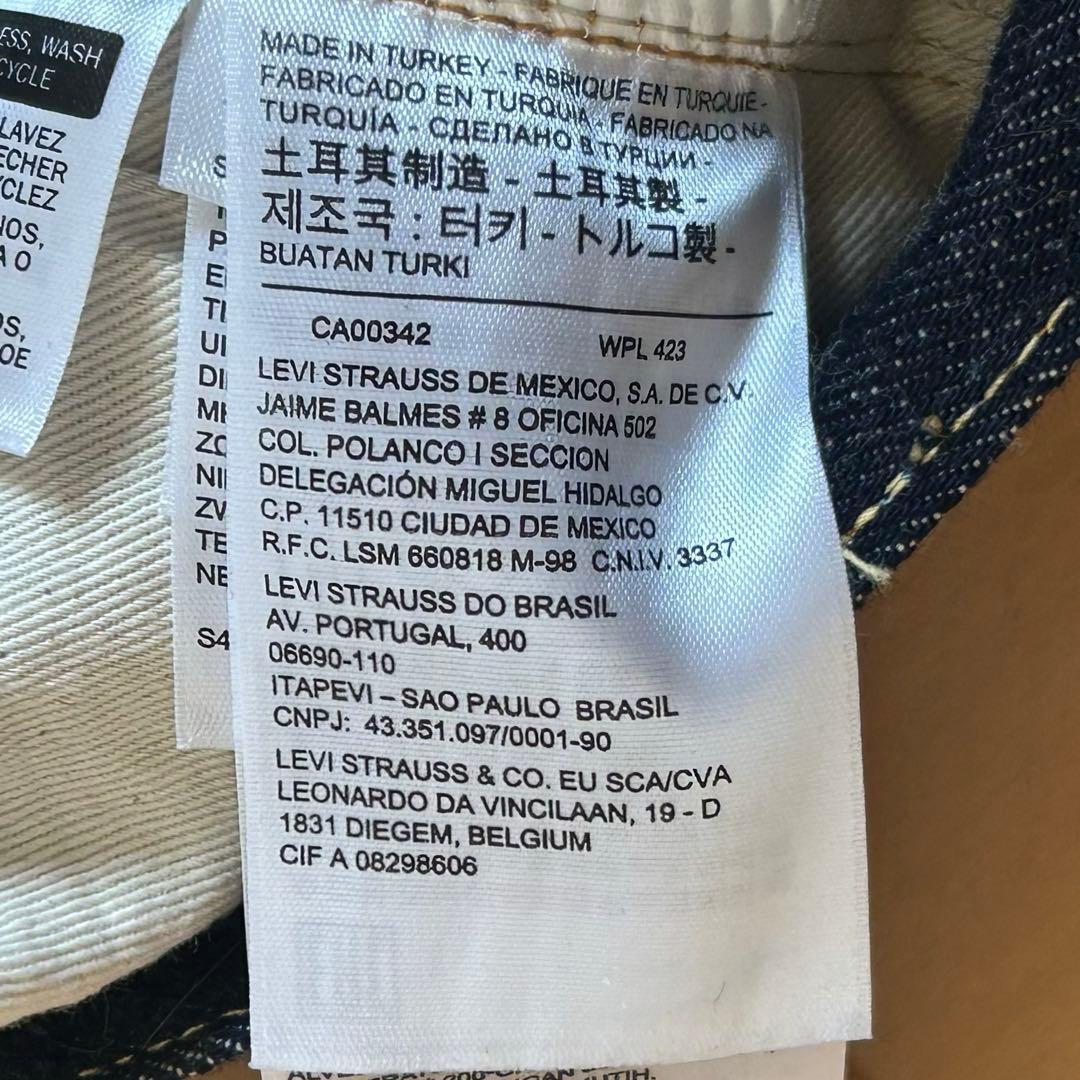 ESS, WASH
CYCLE
LAVEZ
MADE IN TURKEY - FABRIQUE EN TURQUIE -
FABRICADO EN TURQUIA - FABRICADO NA
TURQUIA - СДЕЛАНО В ТУРЦИИ -
土耳其制造 - 土耳其製 -
제조국 : 터키 - トルコ製 -
BUATAN TURKI
CA00342 WPL 423
LEVI STRAUSS DE MEXICO, S.A. DE C.V.
JAIME BALMES # 8 OFICINA 502
COL. POLANCO I SECCION
DELEGACIÓN MIGUEL HIDALGO
C.P. 11510 CIUDAD DE MEXICO
R.F.C. LSM 660818 M-98 C.N.I.V. 3337
LEVI STRAUSS DO BRASIL
AV. PORTUGAL, 400
06690-110
ITAPEVI – SAO PAULO BRASIL
CNPJ: 43.351.097/0001-90
LEVI STRAUSS & CO. EU SCA/CVA
LEONARDO DA VINCILAAN, 19 - D
1831 DIEGEM, BELGIUM
CIF A 08298606